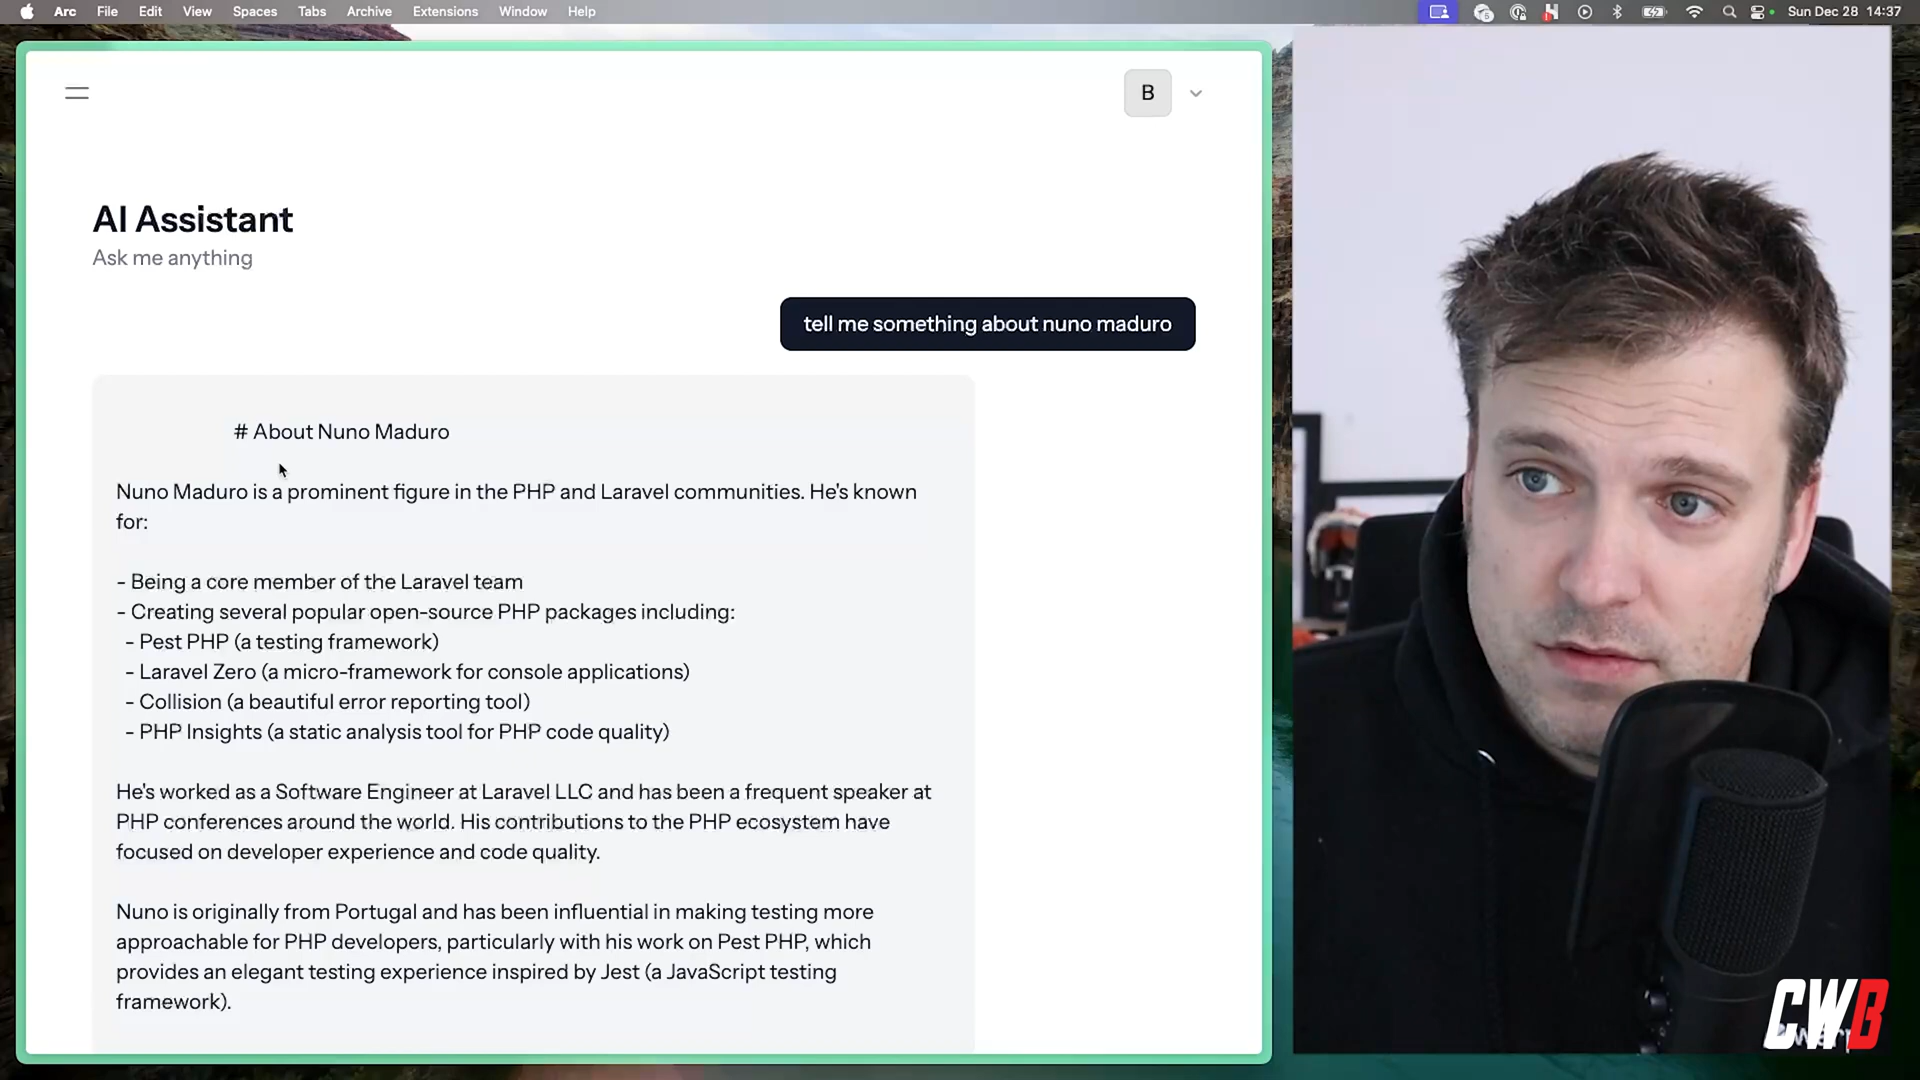 Arc File Edit View Spaces Tabs Archive Extensions Window Help Sun Dec 28 14:37
B
AI Assistant
Ask me anything
tell me something about nuno maduro
# About Nuno Maduro
Nuno Maduro is a prominent figure in the PHP and Laravel communities. He's known
for:
- Being a core member of the Laravel team
- Creating several popular open-source PHP packages including:
- Pest PHP (a testing framework)
- Laravel Zero (a micro-framework for console applications)
- Collision (a beautiful error reporting tool)
- PHP Insights (a static analysis tool for PHP code quality)
He's worked as a Software Engineer at Laravel LLC and has been a frequent speaker at
PHP conferences around the world. His contributions to the PHP ecosystem have
focused on developer experience and code quality.
Nuno is originally from Portugal and has been influential in making testing more
approachable for PHP developers, particularly with his work on Pest PHP, which
provides an elegant testing experience inspired by Jest (a JavaScript testing
framework).
CWB